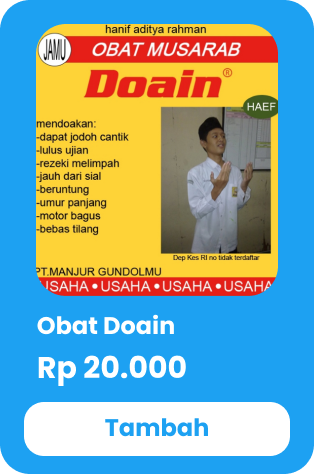 hanif aditya rahman
JAMU
OBAT MUSARAB
Doain®
HAEF
mendoakan:
-dapat jodoh cantik
-lulus ujian
-rezeki melimpah
-jauh dari sial
-beruntung
-umur panjang
-motor bagus
-bebas tilang
Dep Kes RI no tidak terdaftar
PT.MANJUR GUNDOLMU
USAHA • USAHA • USAHA • USAHA
Obat Doain
Rp 20.000
Tambah